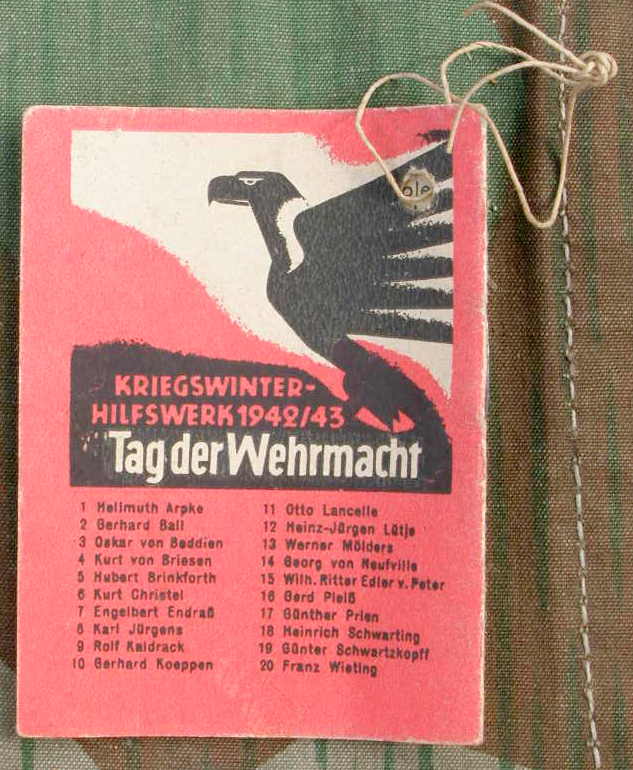 ole
KRIEGSWINTER-
HILFSWERK 1942/43
Tag der Wehrmacht
1 Hellmuth Arpke
2 Gerhard Ball
3 Oskar von Beddien
4 Kurt von Briesen
5 Hubert Brinkforth
6 Kurt Christel
7 Engelbert Endraß
8 Karl Jürgens
9 Rolf Kaldrack
10 Gerhard Koeppen
11 Otto Lancelle
12 Heinz-Jürgen Lütje
13 Werner Mölders
14 Georg von Neufville
15 Wilh. Ritter Edler v. Peter
16 Gerd Pleiß
17 Günther Prien
18 Heinrich Schwarting
19 Günter Schwartzkopff
20 Franz Wieting